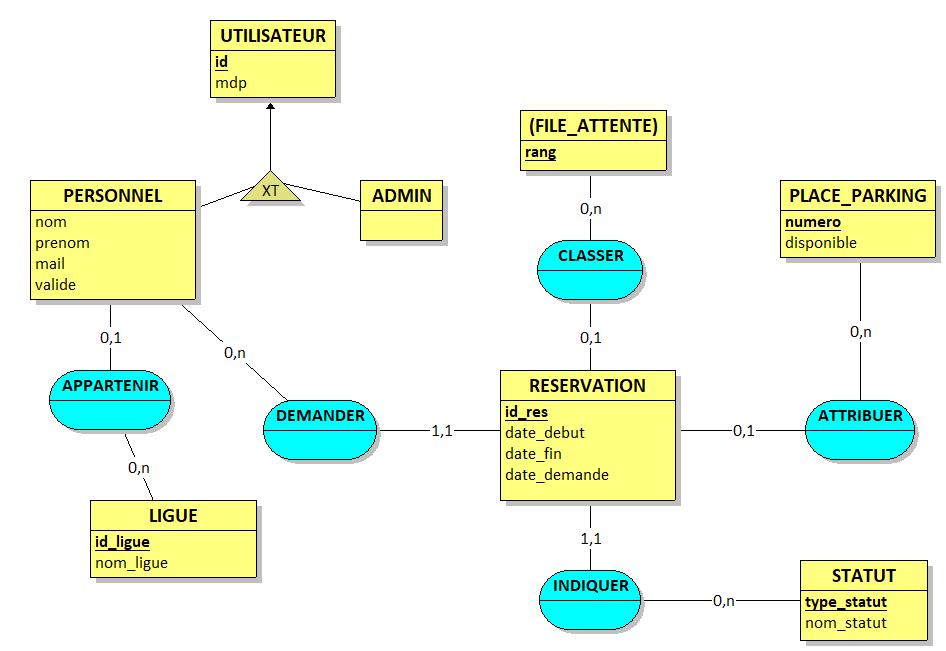 UTILISATEUR
id
mdp
XT
PERSONNEL
nom
prenom
mail
valide
ADMIN
(FILE_ATTENTE)
rang
PLACE_PARKING
numero
disponible
0,n
CLASSER
0,1
0,1
0,n
0,n
APPARTENIR
DEMANDER
1,1
RESERVATION
id_res
date_debut
date_fin
date_demande
0,1
ATTRIBUER
0,n
LIGUE
id_ligue
nom_ligue
1,1
INDIQUER
0,n
STATUT
type_statut
nom_statut